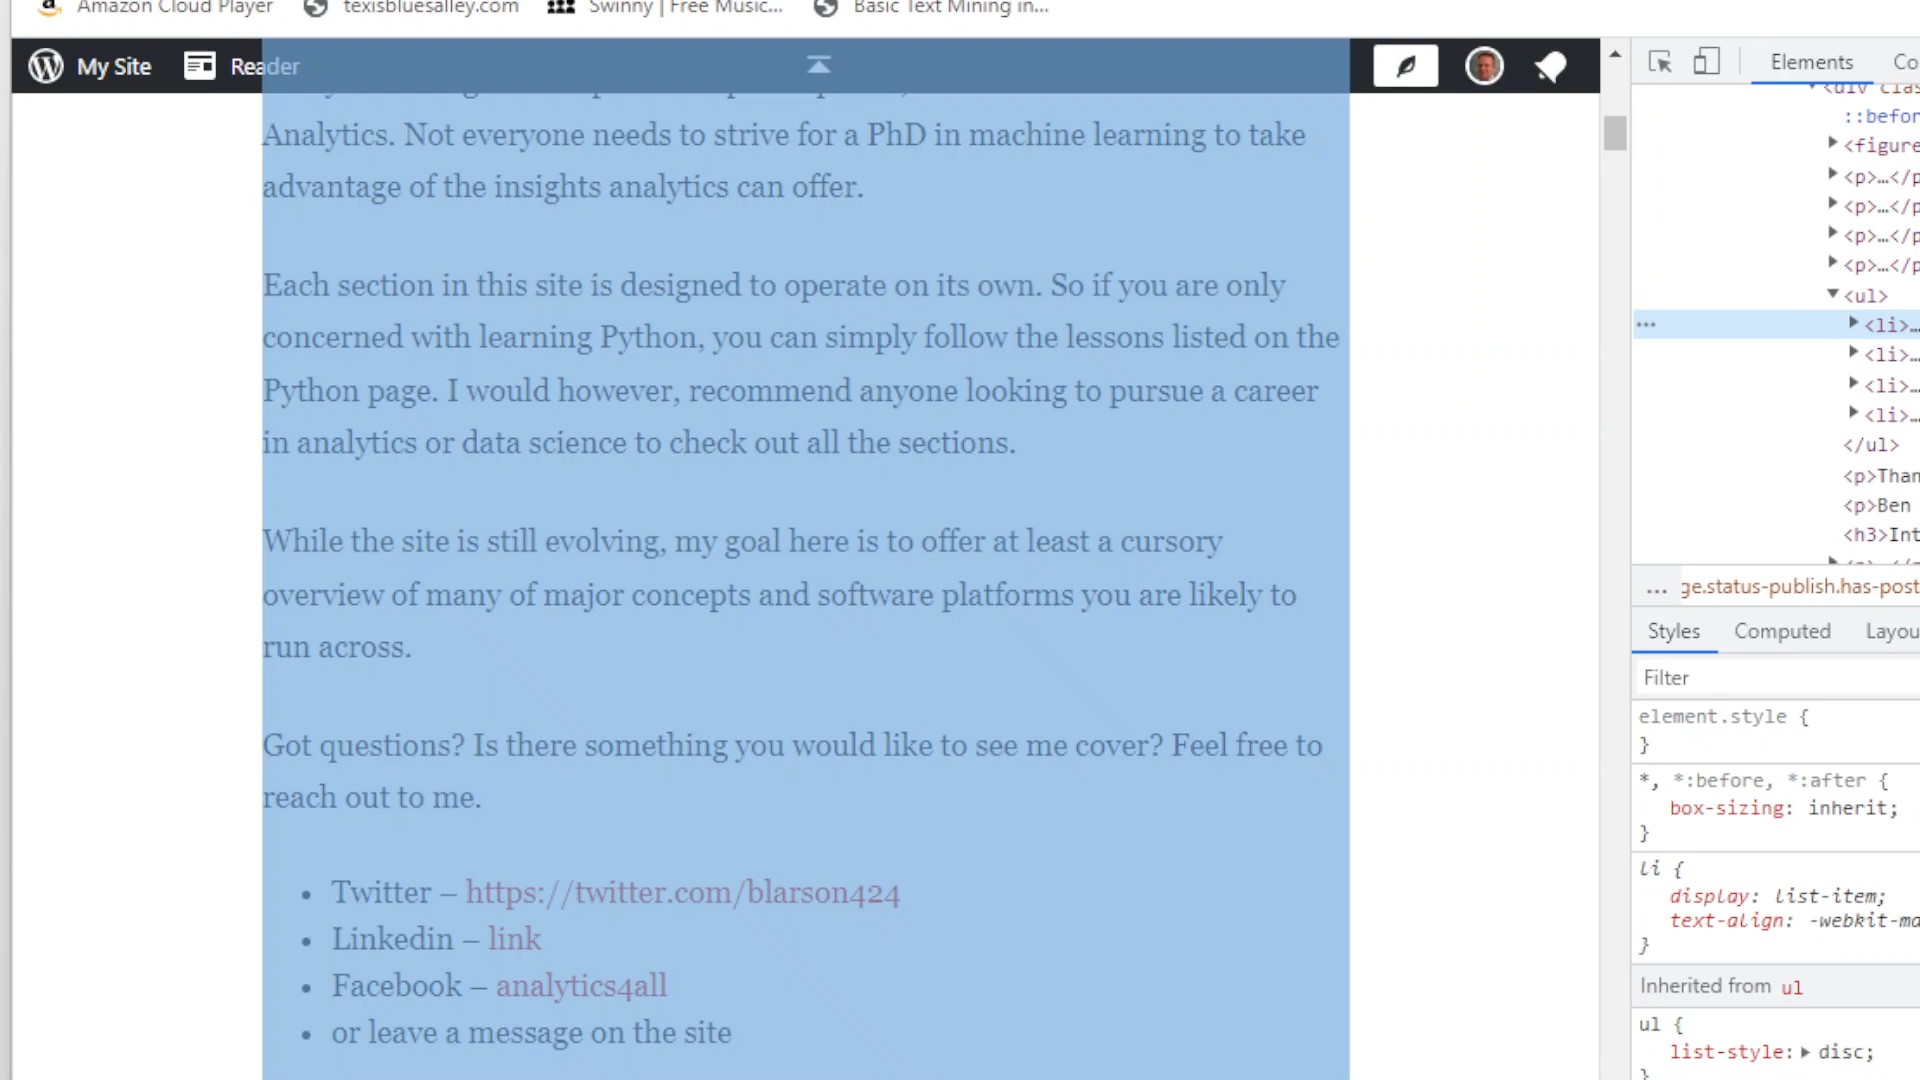 Amazon Cloud Player texisbluesalley.com Swinny | Free Music... Basic Text Mining in...
My Site Reader
Analytics. Not everyone needs to strive for a PhD in machine learning to take
advantage of the insights analytics can offer.
Each section in this site is designed to operate on its own. So if you are only
concerned with learning Python, you can simply follow the lessons listed on the
Python page. I would however, recommend anyone looking to pursue a career
in analytics or data science to check out all the sections.
While the site is still evolving, my goal here is to offer at least a cursory
overview of many of major concepts and software platforms you are likely to
run across.
Got questions? Is there something you would like to see me cover? Feel free to
reach out to me.
• Twitter – https://twitter.com/blarson424
• Linkedin – link
• Facebook – analytics4all
• or leave a message on the site
Elements Co
<div clas
::befor
<figure
<p>…</p
<p>…</p
<p>…</p
<p>…</p
<ul>
... <li>…
<li>…
<li>…
<li>…
</ul>
<p>Than
<p>Ben
<h3>Int
... ge.status-publish.has-post
Styles Computed Layou
Filter
element.style {
}
*, *:before, *:after {
box-sizing: inherit;
}
li {
display: list-item;
text-align: -webkit-ma
}
Inherited from ul
ul {
list-style: disc;
}